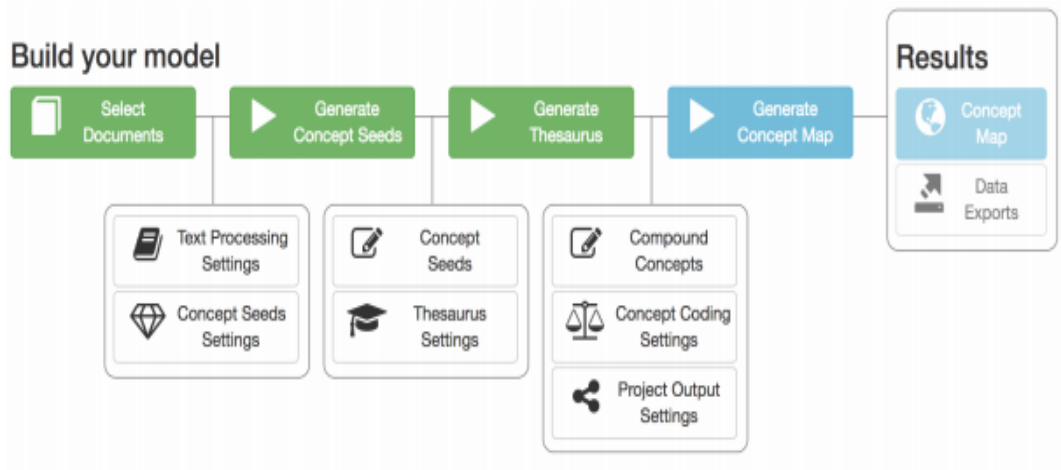 Build your model
Results
Select
Documents
Generate
Concept Seeds
Generate
Thesaurus
Generate
Concept Map
Concept
Map
Data
Exports
Text Processing
Settings
Concept Seeds
Settings
Concept
Seeds
Thesaurus
Settings
Compound
Concepts
Concept Coding
Settings
Project Output
Settings